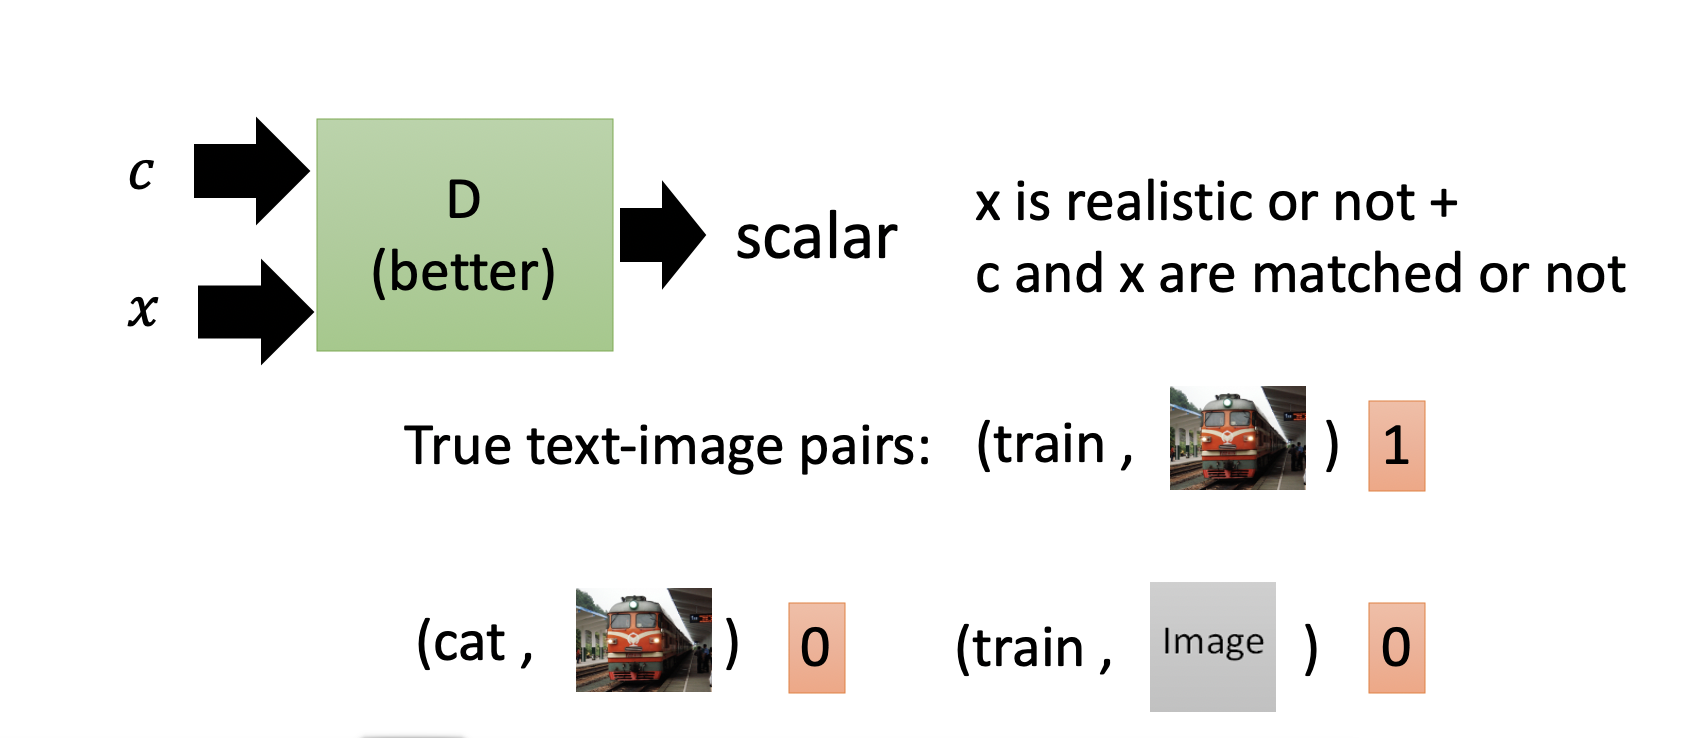 c
x
D
(better)
scalar
x is realistic or not +
c and x are matched or not
True text-image pairs: (train , ) 1
(cat , ) 0
(train , Image ) 0